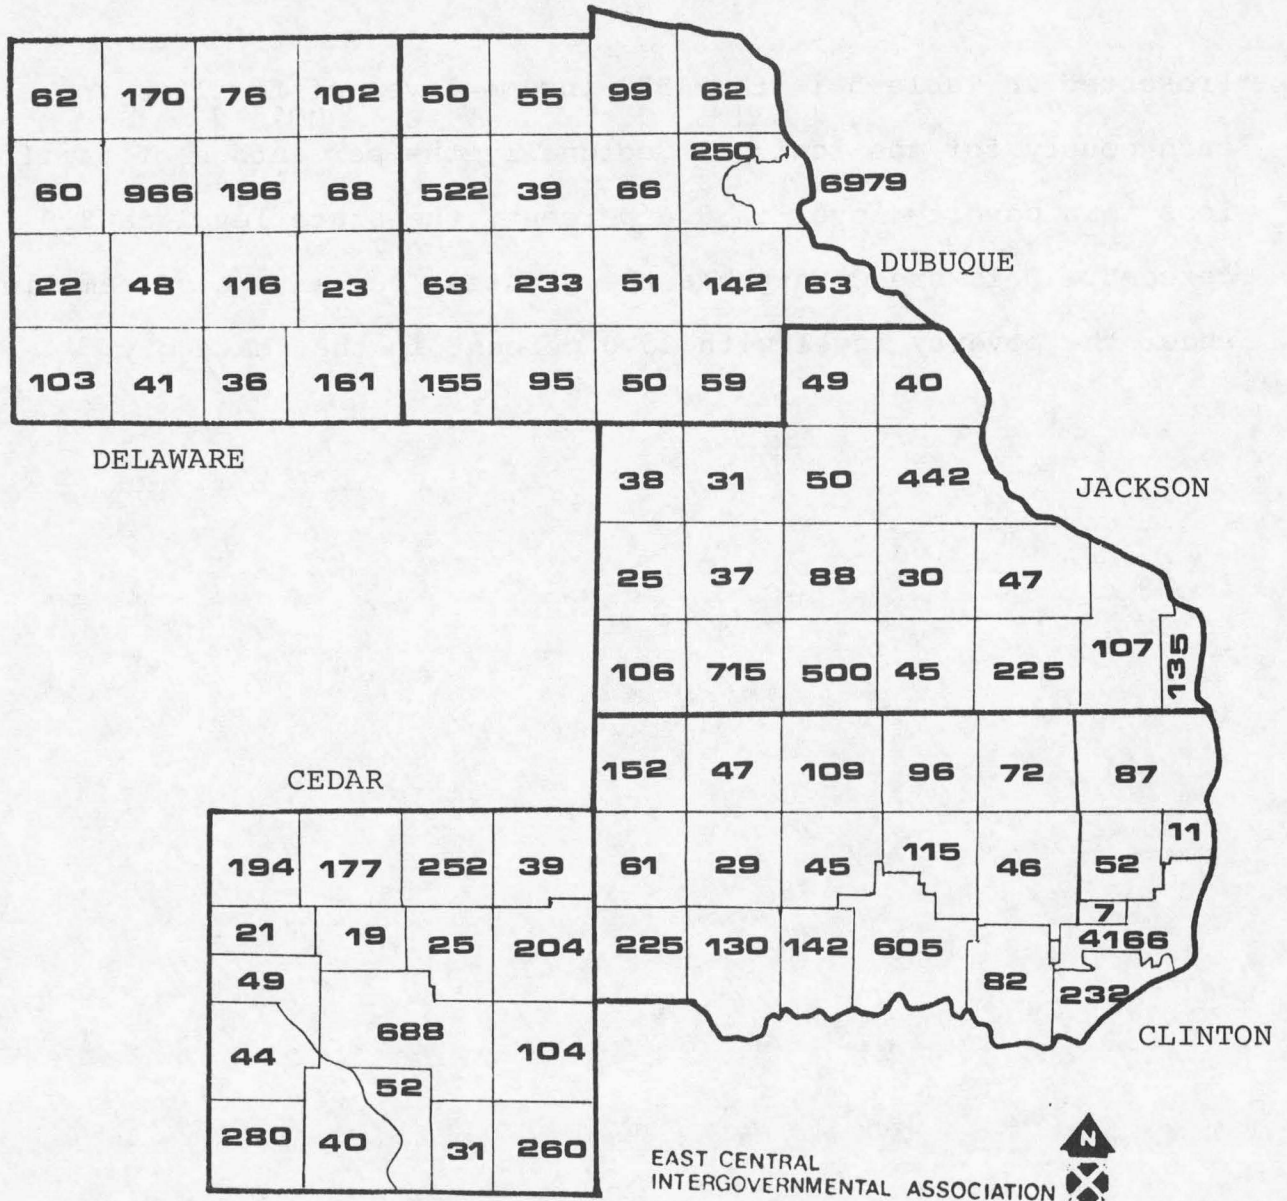 62 170 76 102 50 55 99 62
250
60 966 196 68 522 39 66 6979
DUBUQUE
22 48 116 23 63 233 51 142 63
103 41 36 161 155 95 50 59 49 40
DELAWARE
38 31 50 442
JACKSON
25 37 88 30 47
107
106 715 500 45 225 135
152 47 109 96 72 87
CEDAR
11
194 177 252 39 61 29 45 115 46 52
7
21 19 25 204 225 130 142 605 4166
49 82 232
688
44 104
CLINTON
52
280 40 31 260
N
EAST CENTRAL
INTERGOVERNMENTAL ASSOCIATION